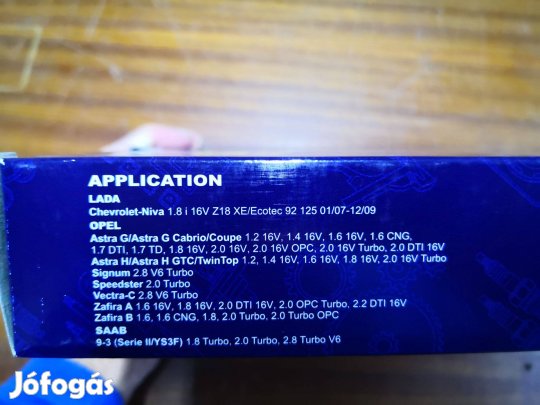 APPLICATION
LADA
Chevrolet-Niva 1.8 i 16V Z18 XE/Ecotec 92 125 01/07-12/09
OPEL
Astra G/Astra G Cabrio/Coupe 1.2 16V, 1.4 16V, 1.6 16V, 1.6 CNG,
1.7 DTI, 1.7 TD, 1.8 16V, 2.0 16V, 2.0 16V OPC, 2.0 16V Turbo, 2.0 DTI 16V
Astra H/Astra H GTC/TwinTop 1.2, 1.4 16V, 1.6 16V, 1.8 16V, 2.0 16V Turbo
Signum 2.8 V6 Turbo
Speedster 2.0 Turbo
Vectra-C 2.8 V6 Turbo
Zafira A 1.6 16V, 1.8 16V, 2.0 DTI 16V, 2.0 OPC Turbo, 2.2 DTI 16V
Zafira B 1.6, 1.6 CNG, 1.8, 2.0 Turbo, 2.0 Turbo OPC
SAAB
9-3 (Serie II/YS3F) 1.8 Turbo, 2.0 Turbo, 2.8 Turbo V6
Jófogás